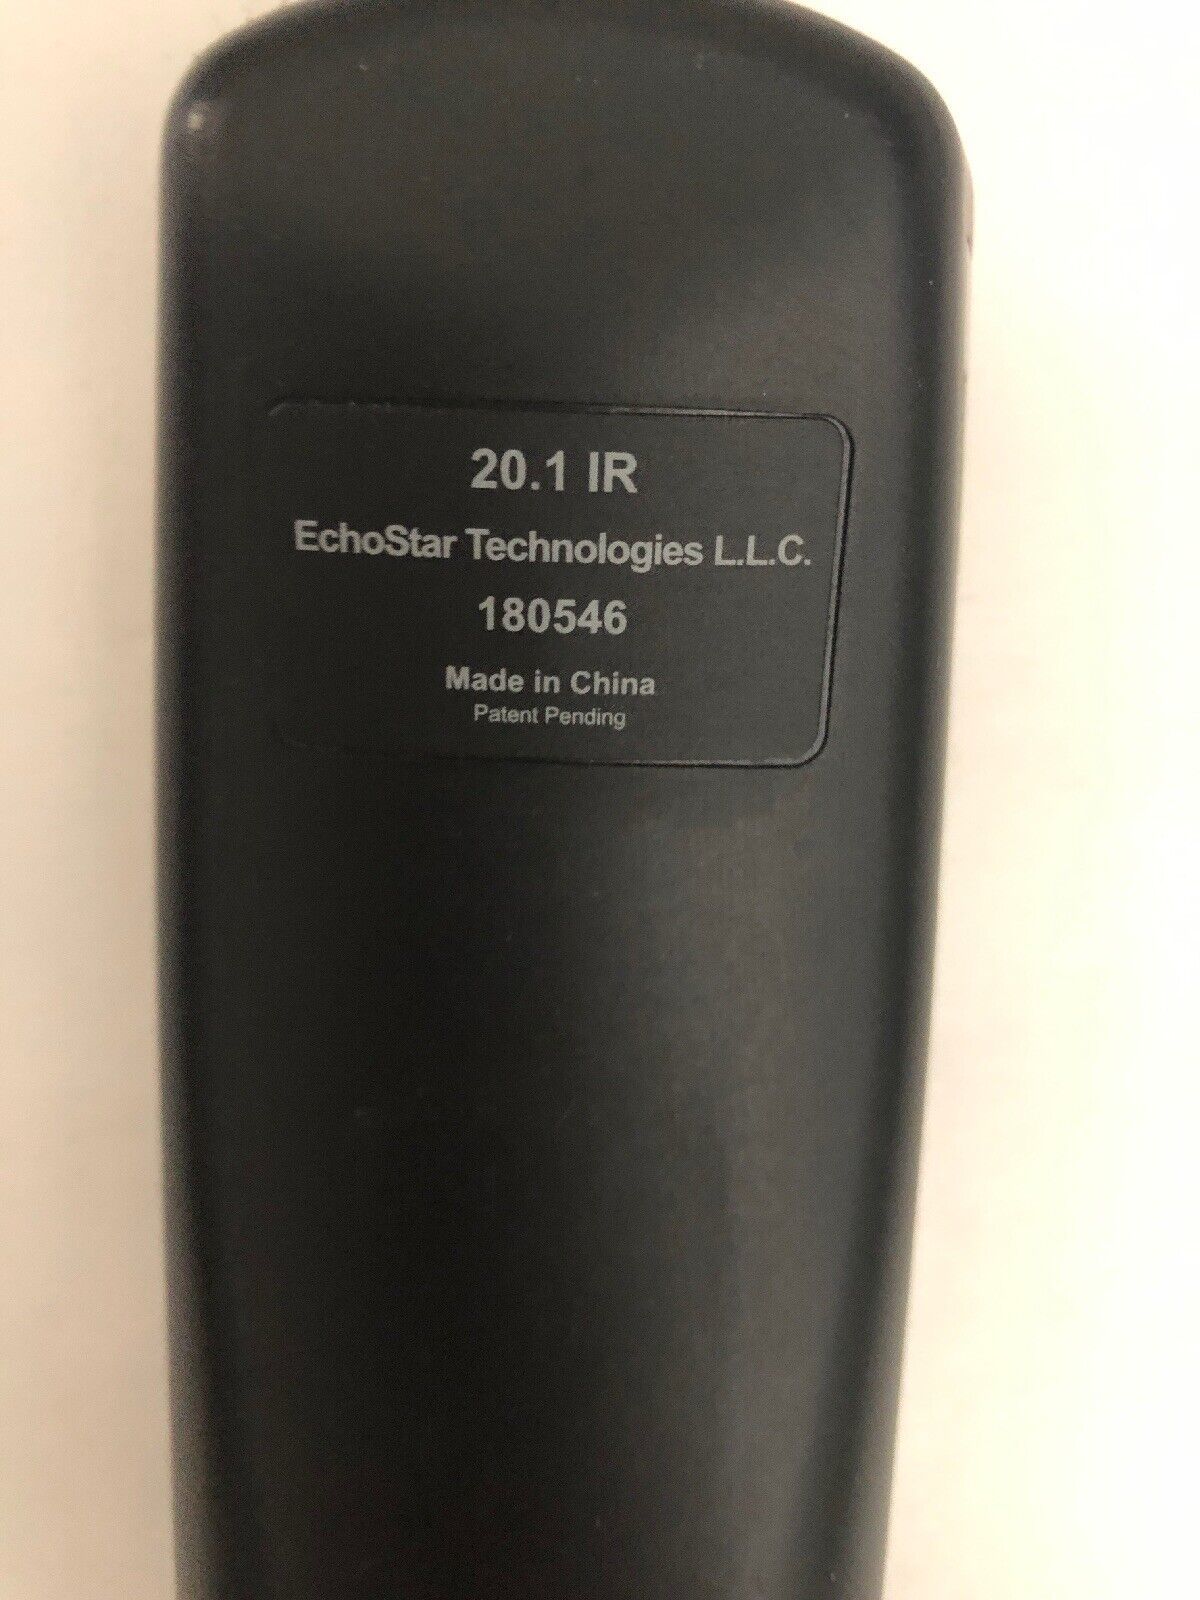 20.1 IR
EchoStar Technologies L.L.C.
180546
Made in China
Patent Pending